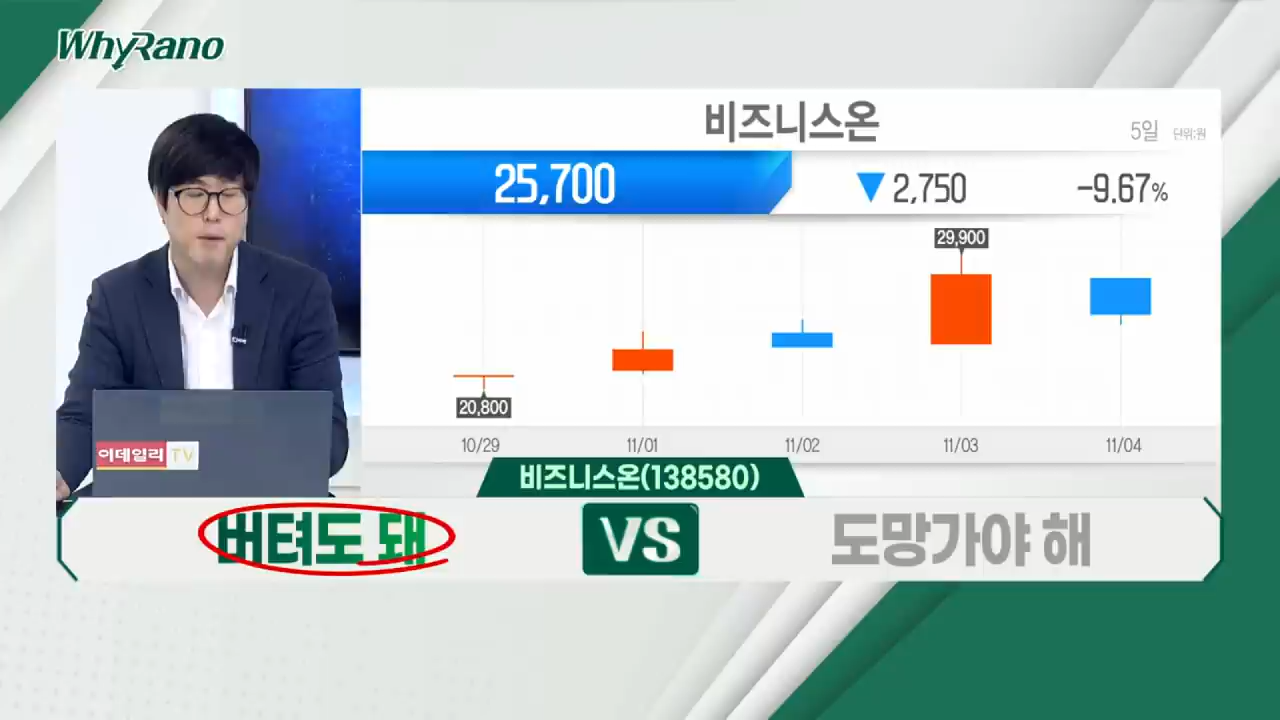 WhyRano
비즈니스온
5일 단위:원
25,700
▼ 2,750
-9.67%
29,900
20,800
10/29 11/01 11/02 11/03 11/04
이데일리 TV
비즈니스온(138580)
버텨도 돼 VS 도망가야 해